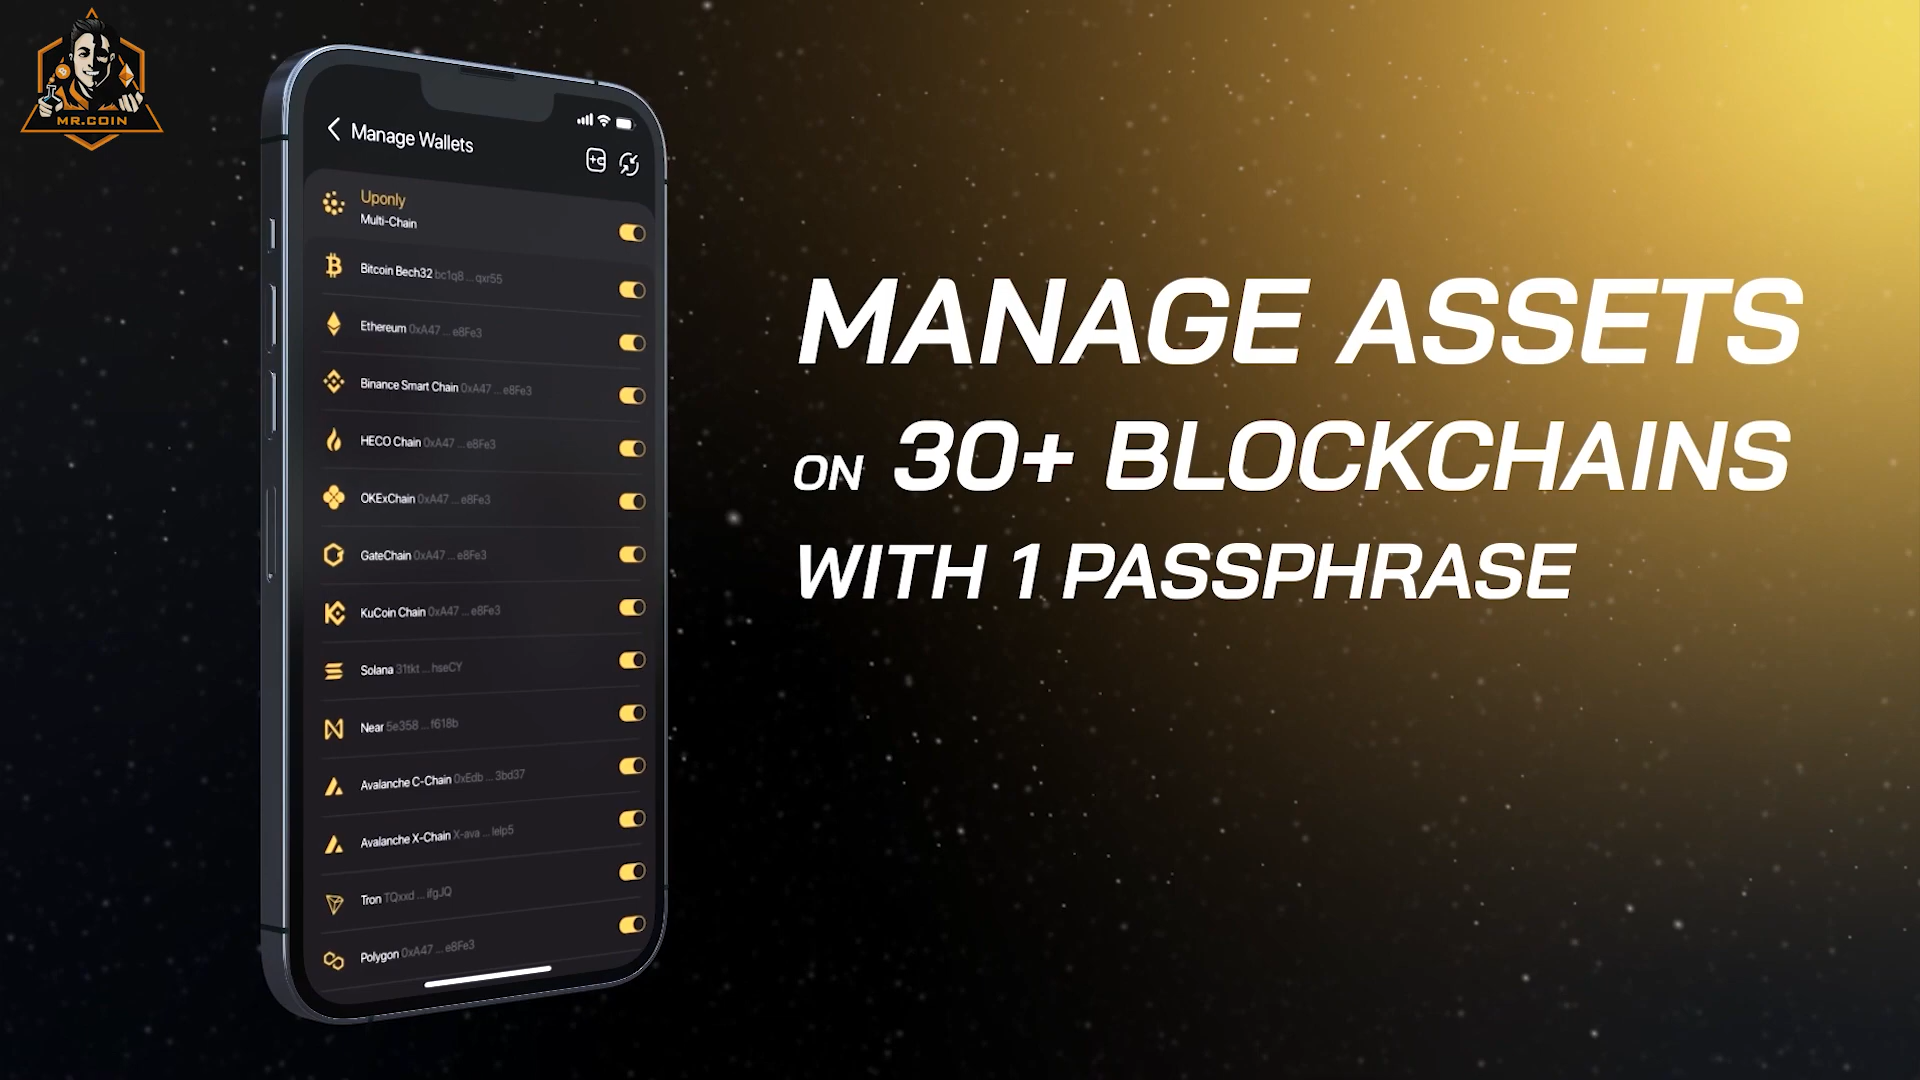 MR.COIN
Manage Wallets
Uponly
Multi-Chain
Bitcoin Bech32 bc1q8 ... qxr55
Ethereum 0xA47 ... e8Fe3
Binance Smart Chain 0xA47 ... e8Fe3
HECO Chain 0xA47 ... e8Fe3
OKExChain 0xA47 ... e8Fe3
GateChain 0xA47 ... e8Fe3
KuCoin Chain 0xA47 ... e8Fe3
Solana 31tkt ... hseCY
Near 5e358 ... f618b
Avalanche C-Chain 0xEdb ... 3bd37
Avalanche X-Chain X-ava ... lelp5
Tron TQxxd ... ifgJQ
Polygon 0xA47 ... e8Fe3
MANAGE ASSETS
ON 30+ BLOCKCHAINS
WITH 1 PASSPHRASE